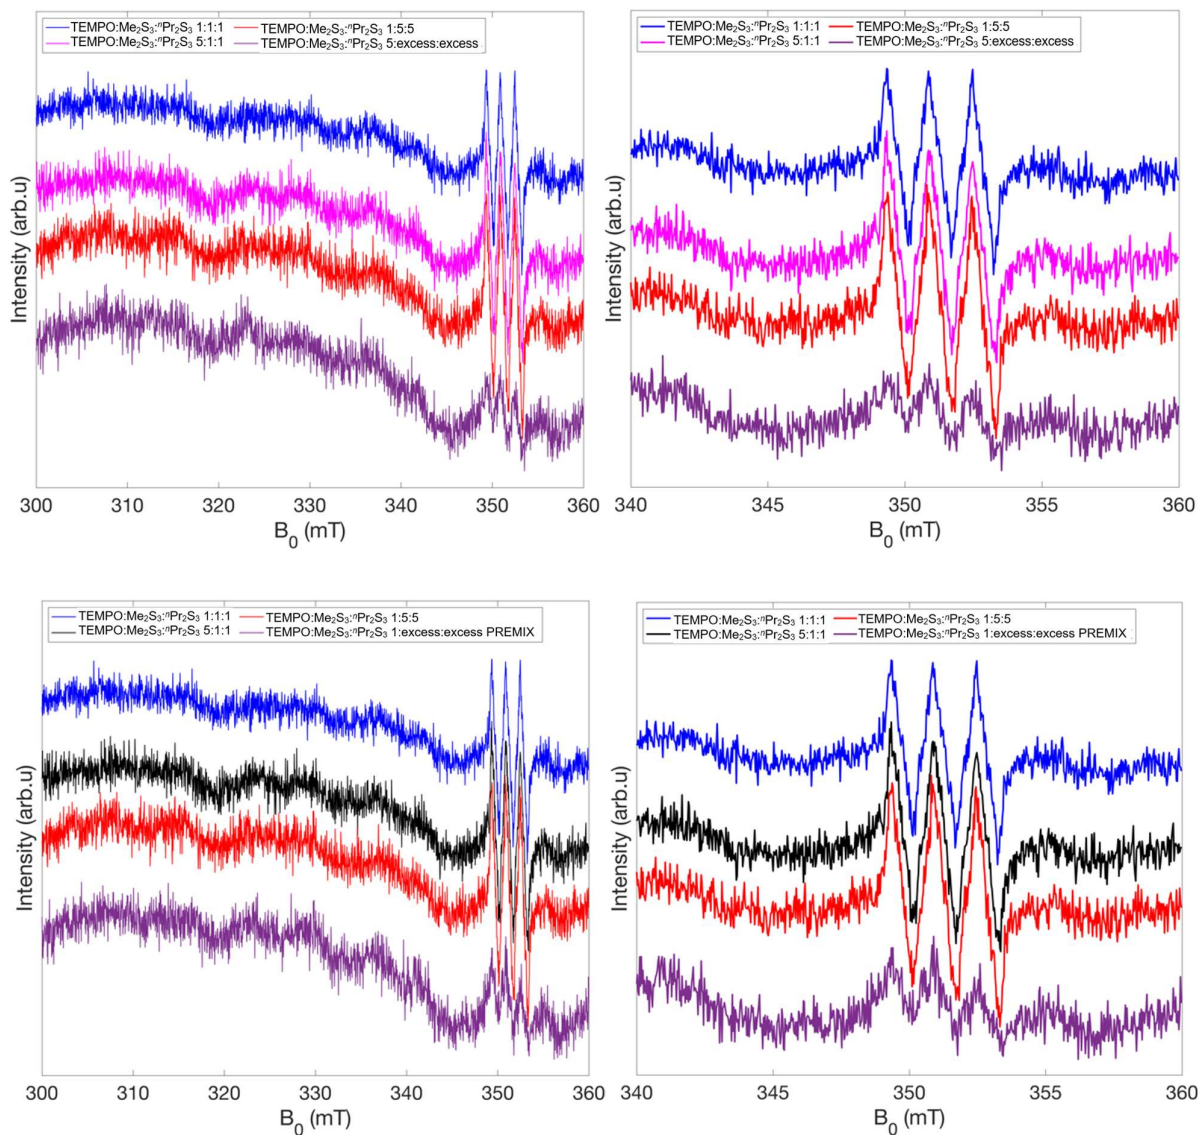 TEMPO:Me₂S₃:ⁿPr₂S₃ 1:1:1 TEMPO:Me₂S₃:ⁿPr₂S₃ 1:5:5
TEMPO:Me₂S₃:ⁿPr₂S₃ 5:1:1 TEMPO:Me₂S₃:ⁿPr₂S₃ 5:excess:excess
Intensity (arb.u)
300 310 320 330 340 350 360
B₀ (mT)
TEMPO:Me₂S₃:ⁿPr₂S₃ 1:1:1 TEMPO:Me₂S₃:ⁿPr₂S₃ 1:5:5
TEMPO:Me₂S₃:ⁿPr₂S₃ 5:1:1 TEMPO:Me₂S₃:ⁿPr₂S₃ 5:excess:excess
Intensity (arb.u)
340 345 350 355 360
B₀ (mT)
TEMPO:Me₂S₃:ⁿPr₂S₃ 1:1:1 TEMPO:Me₂S₃:ⁿPr₂S₃ 1:5:5
TEMPO:Me₂S₃:ⁿPr₂S₃ 5:1:1 TEMPO:Me₂S₃:ⁿPr₂S₃ 1:excess:excess PREMIX
Intensity (arb.u)
300 310 320 330 340 350 360
B₀ (mT)
TEMPO:Me₂S₃:ⁿPr₂S₃ 1:1:1 TEMPO:Me₂S₃:ⁿPr₂S₃ 1:5:5
TEMPO:Me₂S₃:ⁿPr₂S₃ 5:1:1 TEMPO:Me₂S₃:ⁿPr₂S₃ 1:excess:excess PREMIX
Intensity (arb.u)
340 345 350 355 360
B₀ (mT)